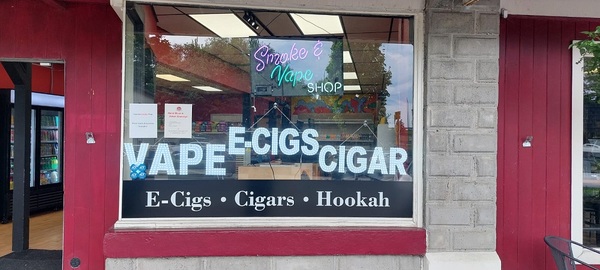 Smoke &
Vape
SHOP
VAPE E-CIGS CIGAR
E-Cigs • Cigars • Hookah